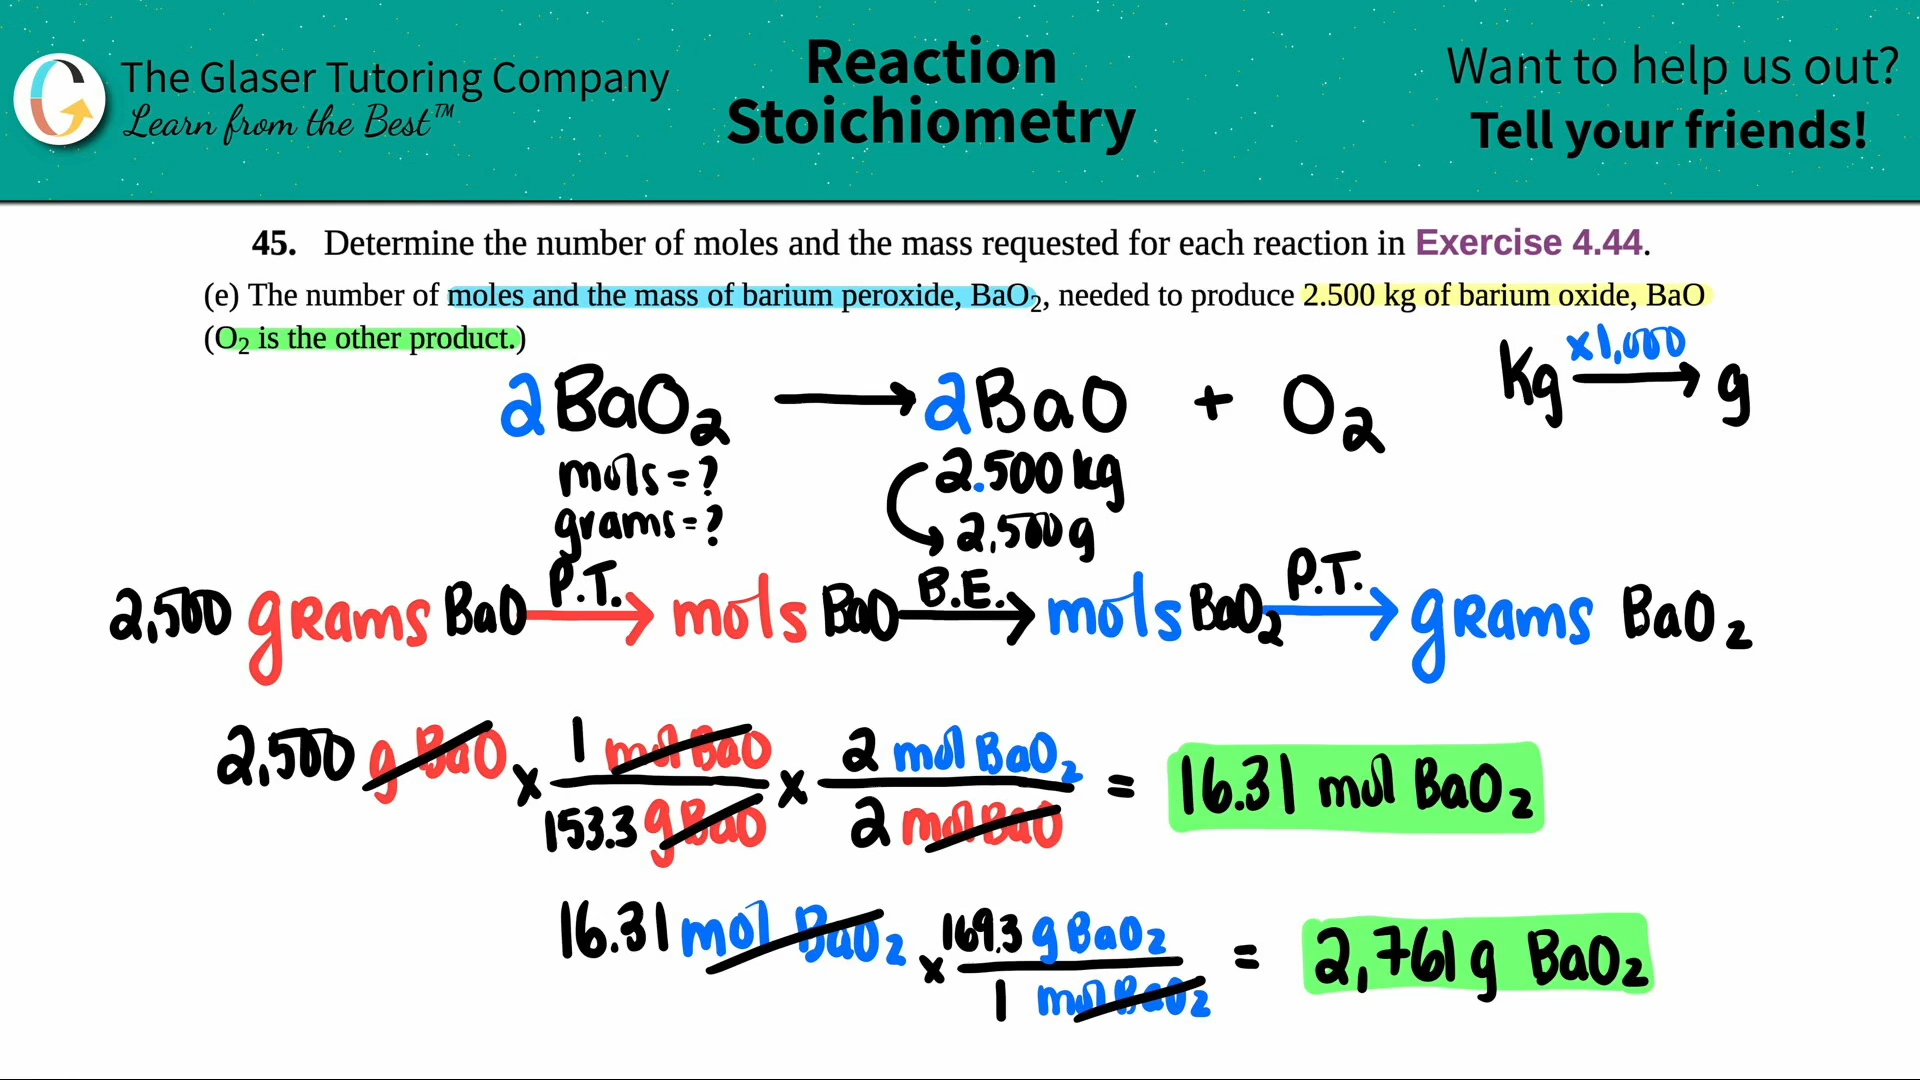 The Glaser Tutoring Company
Learn from the Best™
Reaction
Stoichiometry
Want to help us out?
Tell your friends!
45. Determine the number of moles and the mass requested for each reaction in Exercise 4.44.
(e) The number of moles and the mass of barium peroxide, BaO₂, needed to produce 2.500 kg of barium oxide, BaO
(O₂ is the other product.)
2BaO₂ → 2BaO + O₂
Kg ×1,000 → g
mols = ?
grams = ?
2.500 kg
2,500 g
2,500 grams BaO P.T. → mols BaO B.E. → mols BaO₂ P.T. → grams BaO₂
2,500 g BaO × 1 mol BaO / 153.3 g BaO × 2 mol BaO₂ / 2 mol BaO = 16.31 mol BaO₂
16.31 mol BaO₂ × 169.3 g BaO₂ / 1 mol BaO₂ = 2,761 g BaO₂